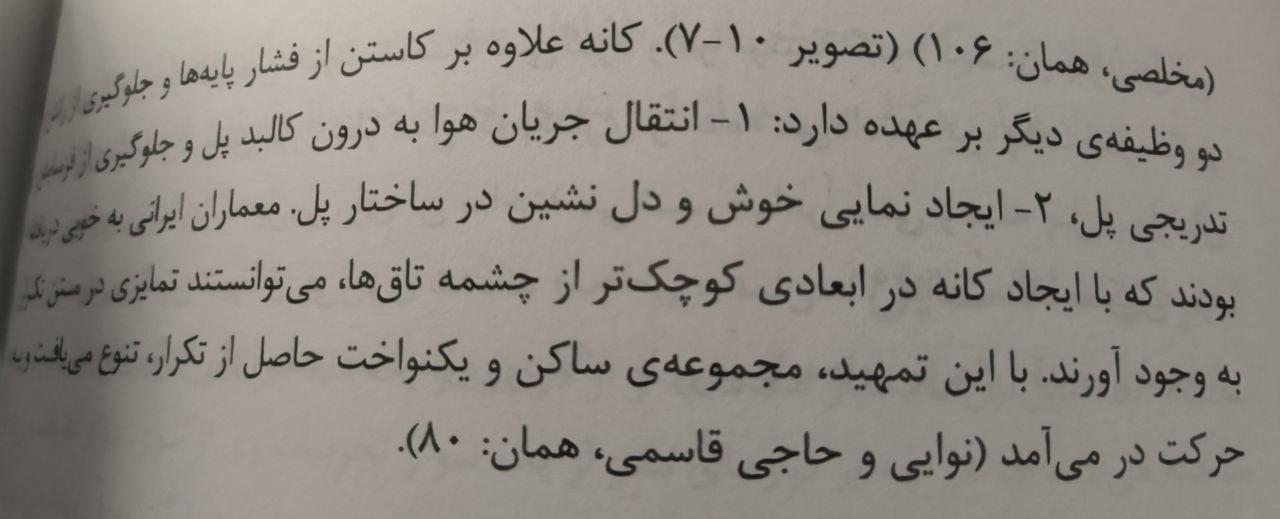 (مخلصی، همان: ۱۰۶) (تصویر ۱۰-۷). کانه علاوه بر کاستن از فشار پایه‌ها و جلوگیری از
دو وظیفه‌ی دیگر بر عهده دارد: ۱- انتقال جریان هوا به درون کالبد پل و جلوگیری از فرسایش
تدریجی پل، ۲- ایجاد نمایی خوش و دل نشین در ساختار پل. معماران ایرانی به خوبی دریافته
بودند که با ایجاد کانه در ابعادی کوچک‌تر از چشمه تاق‌ها، می‌توانستند تمایزی در متن
به وجود آورند. با این تمهید، مجموعه‌ی ساکن و یکنواخت حاصل از تکرار، تنوع می‌یافت و به
حرکت در می‌آمد (نوایی و حاجی قاسمی، همان: ۸۰).